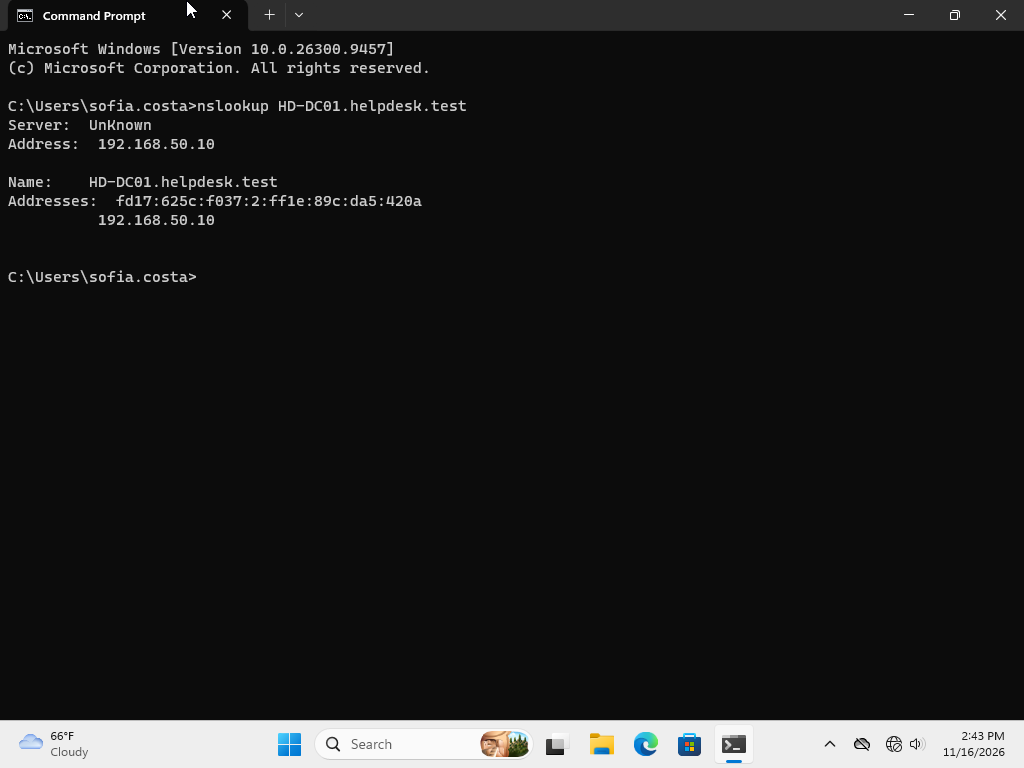 Command Prompt
Microsoft Windows [Version 10.0.26300.9457]
(c) Microsoft Corporation. All rights reserved.
C:\Users\sofia.costa>nslookup HD-DC01.helpdesk.test
Server:  UnKnown
Address:  192.168.50.10
Name:    HD-DC01.helpdesk.test
Addresses:  fd17:625c:f037:2:ff1e:89c:da5:420a
          192.168.50.10
C:\Users\sofia.costa>
66°F
Cloudy
Search
2:43 PM
11/16/2026